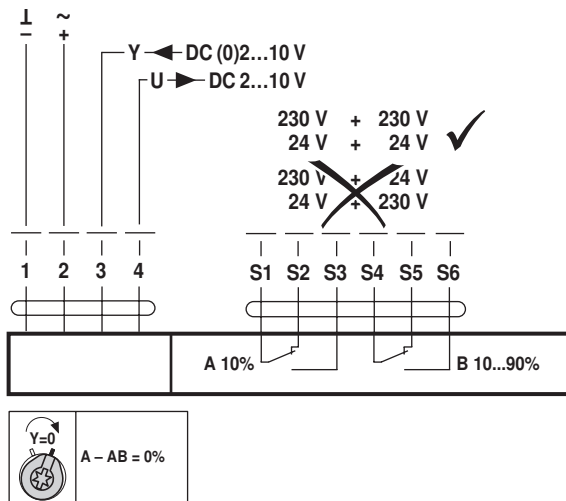 ⊥ ~
– +
Y ◄ DC (0)2…10 V
U ► DC 2…10 V
230 V + 230 V
24 V + 24 V
230 V + 24 V
24 V + 230 V
1 2 3 4 S1 S2 S3 S4 S5 S6
A 10% B 10...90%
Y=0
A – AB = 0%